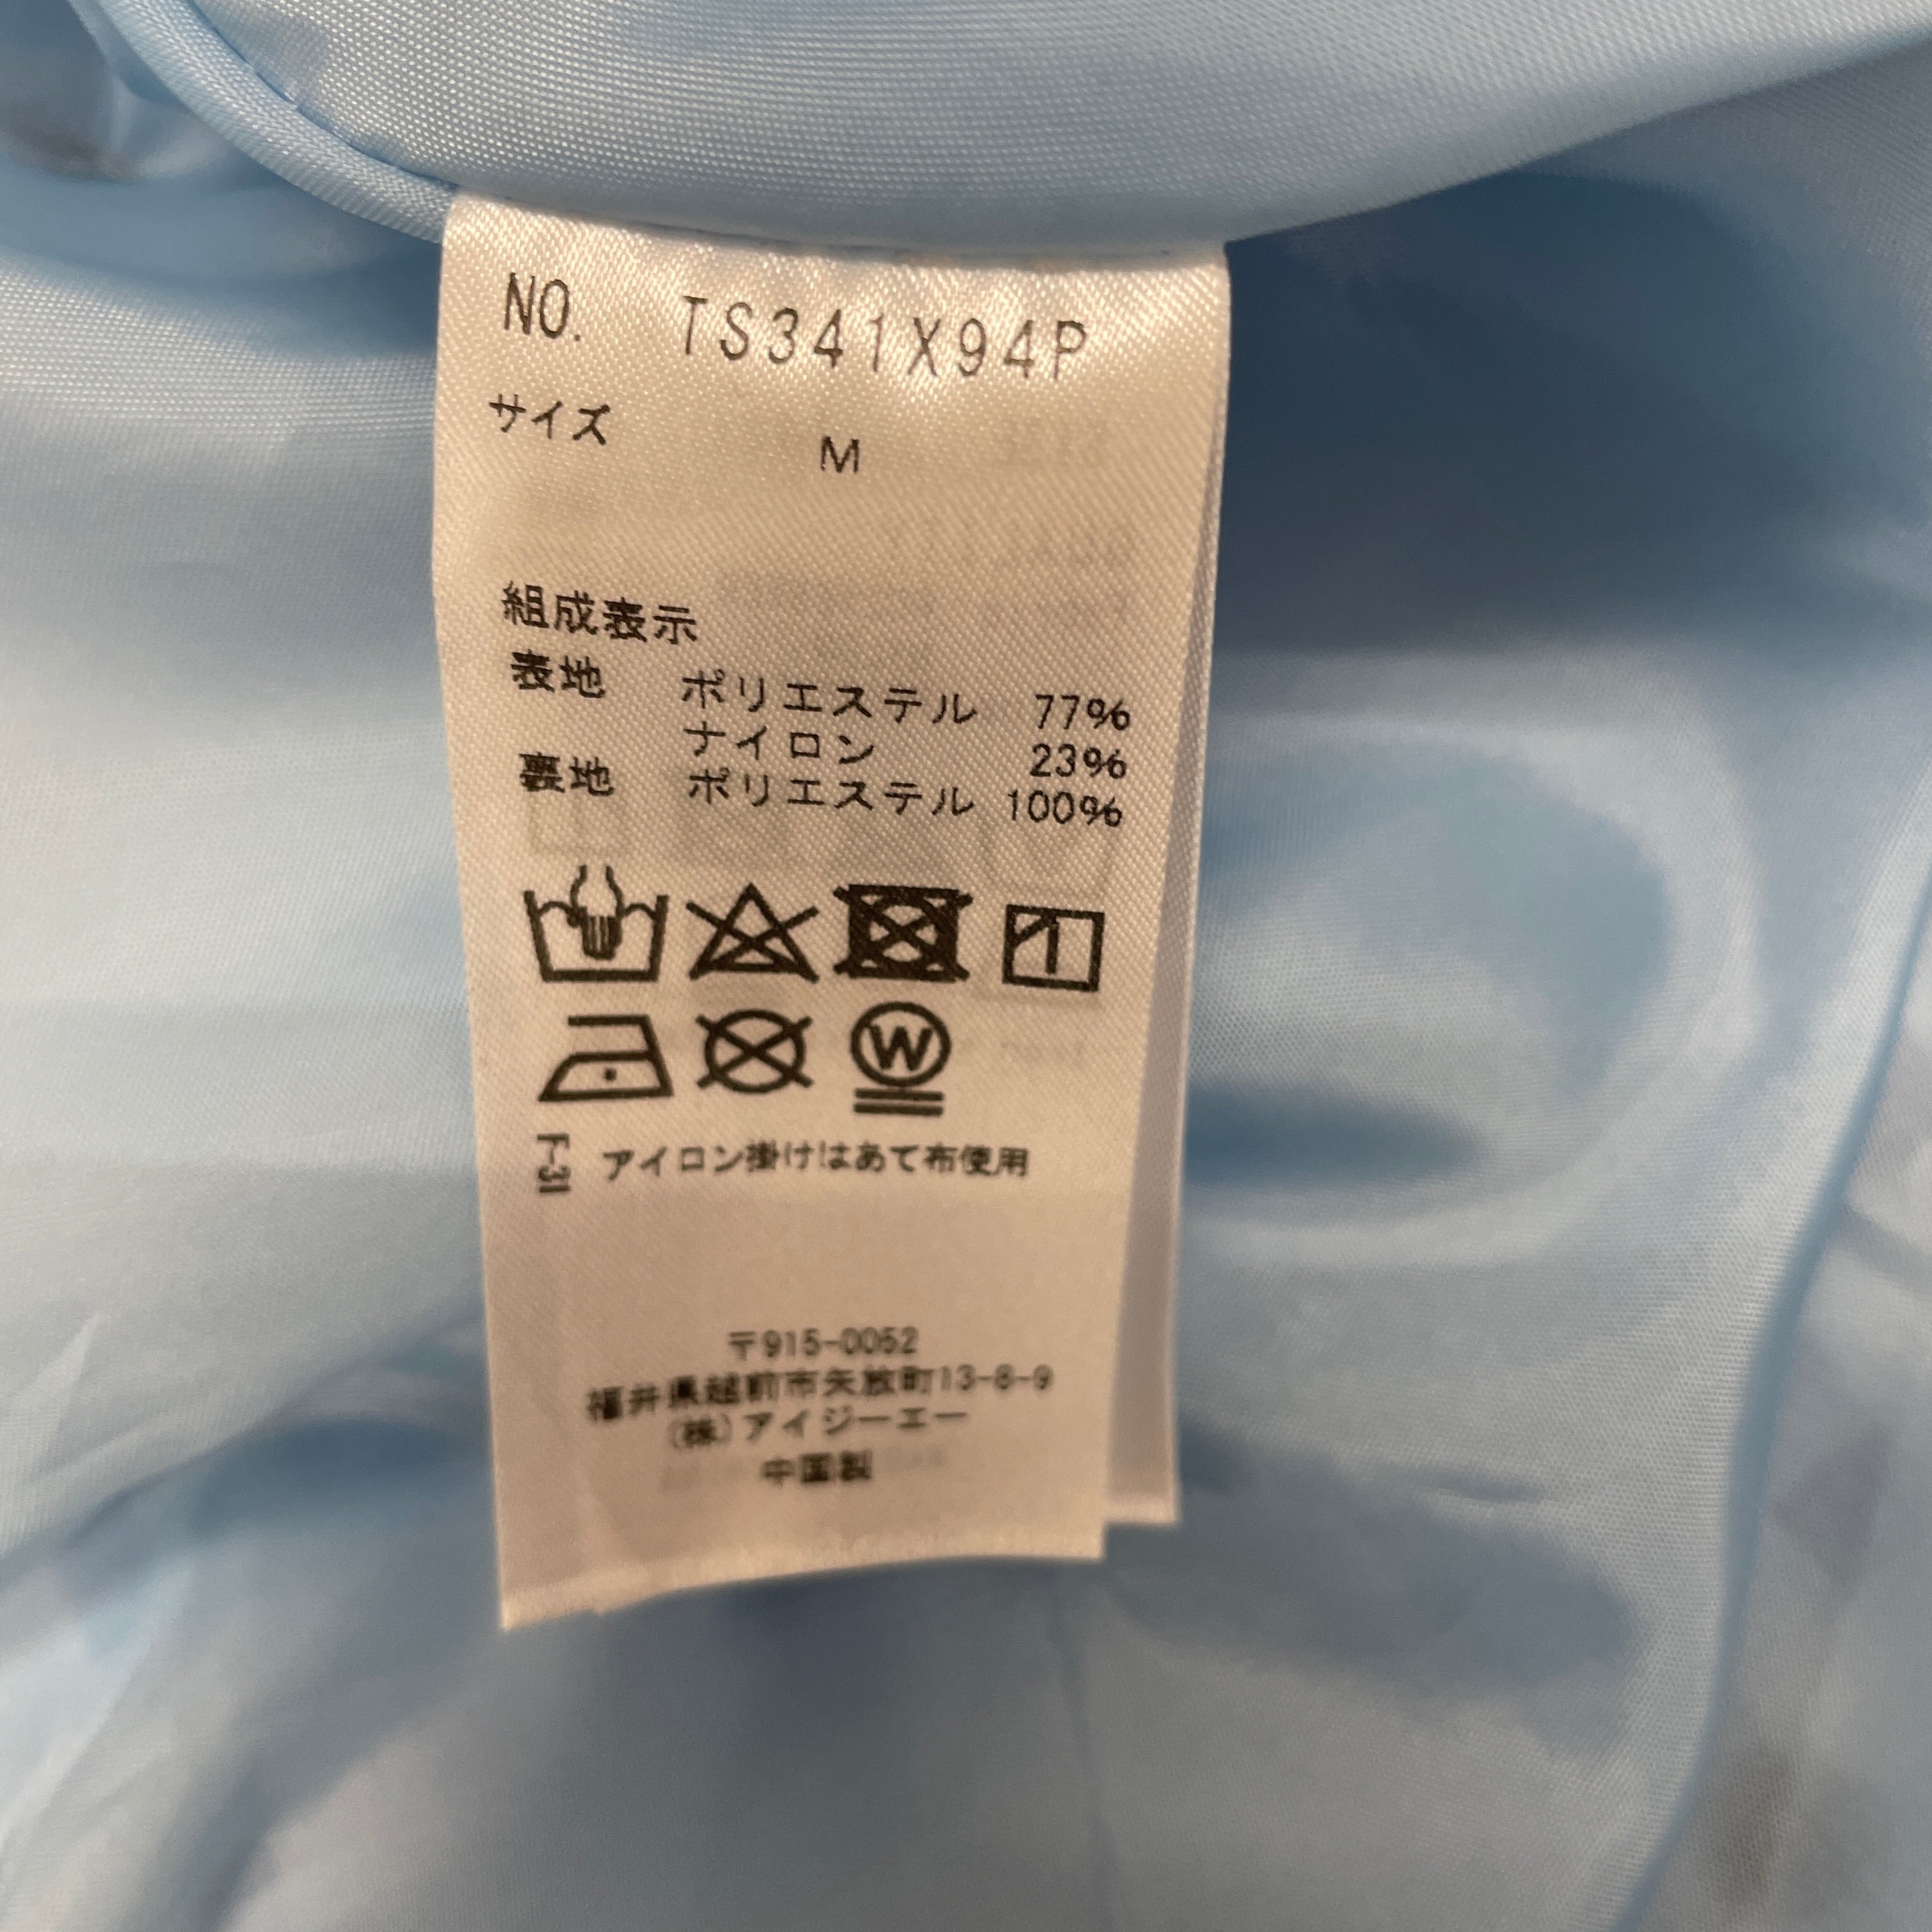 NO. TS341X94P
サイズ M
組成表示
表地 ポリエステル 77%
ナイロン 23%
裏地 ポリエステル 100%
W
アイロン掛けはあて布使用
〒915-0052
福井県越前市矢放町13-8-9
(株)アイジーエー
中国製